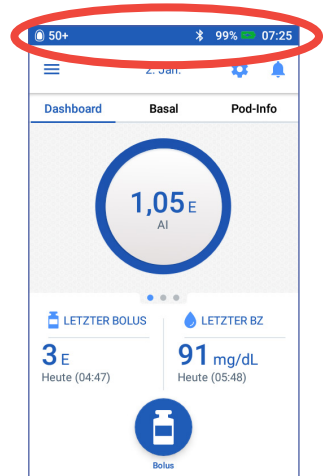 50+ 99% 07:25
2. Jan.
Dashboard Basal Pod-Info
1,05 E
AI
LETZTER BOLUS LETZTER BZ
3 E 91 mg/dL
Heute (04:47) Heute (05:48)
Bolus